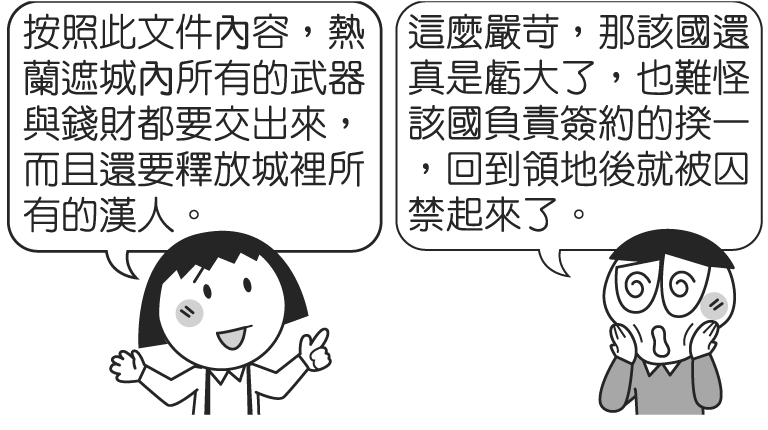 按照此文件內容，熱
蘭遮城內所有的武器
與錢財都要交出來，
而且還要釋放城裡所
有的漢人。
這麼嚴苛，那該國還
真是虧大了，也難怪
該國負責簽約的揆一
，回到領地後就被囚
禁起來了。